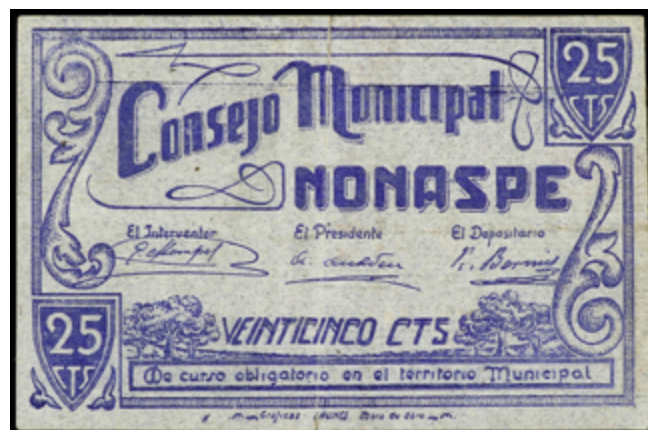 25
CTS
Consejo Municipal
NONASPE
El Interventor El Presidente El Depositario
VEINTICINCO CTS
25
CTS
De curso obligatorio en el territorio Municipal
Gráficas